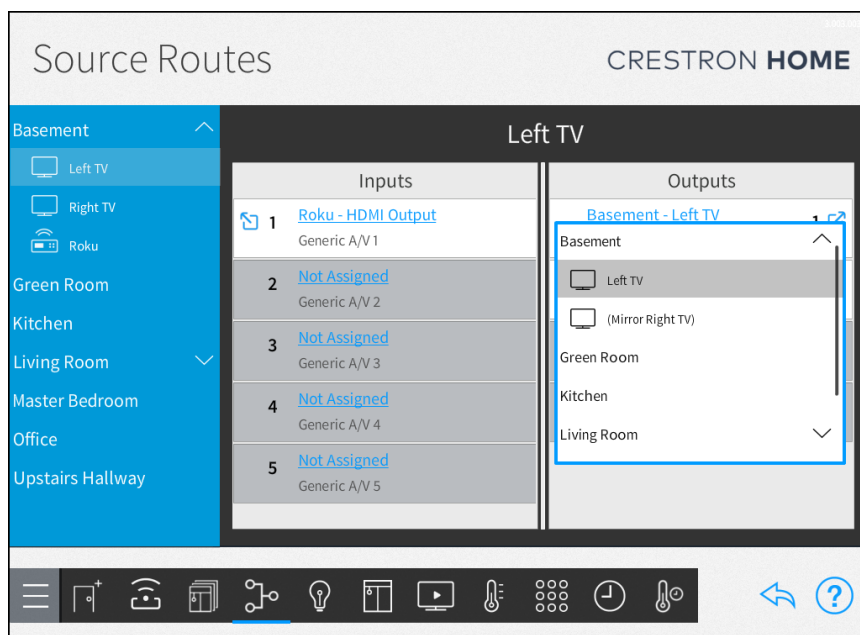 Source Routes
CRESTRON HOME
Basement
Left TV
Right TV
Roku
Green Room
Kitchen
Living Room
Master Bedroom
Office
Upstairs Hallway
Left TV
Inputs
1 Roku - HDMI Output
Generic A/V 1
2 Not Assigned
Generic A/V 2
3 Not Assigned
Generic A/V 3
4 Not Assigned
Generic A/V 4
5 Not Assigned
Generic A/V 5
Outputs
Basement - Left TV 1
Basement
Left TV
(Mirror Right TV)
Green Room
Kitchen
Living Room
?